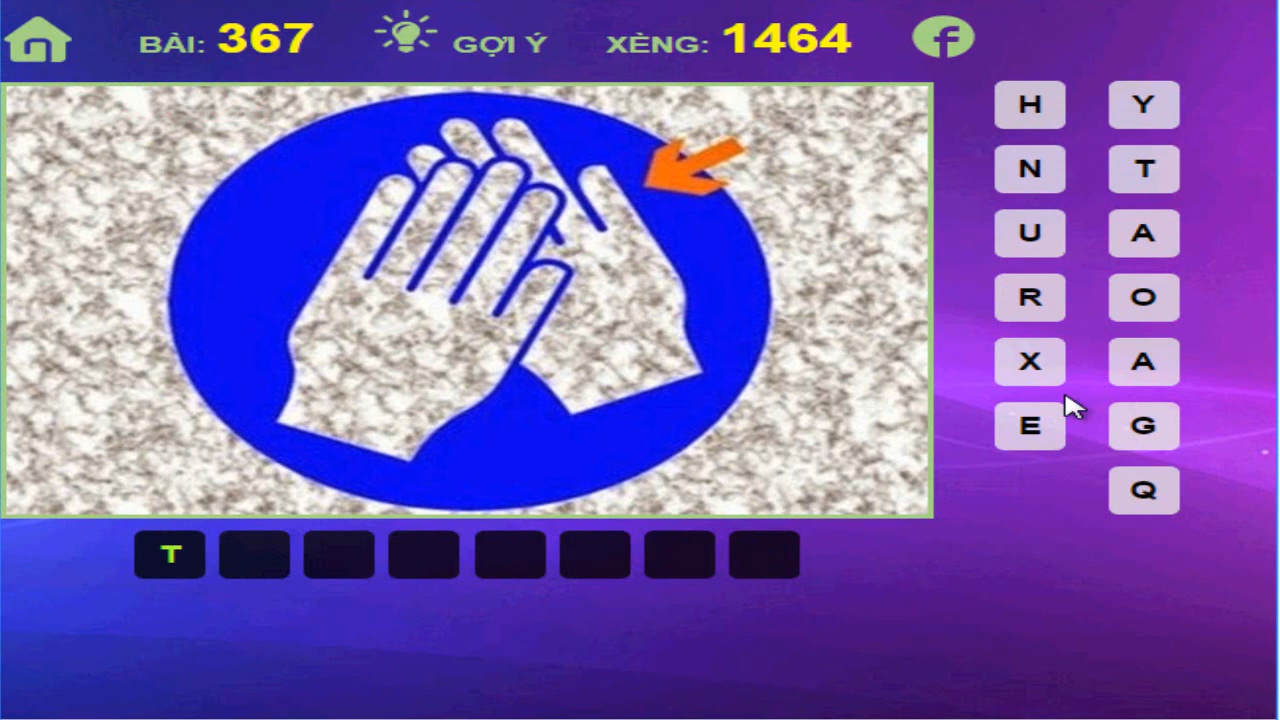 BÀI: 367 GỢI Ý XÈNG: 1464 f
H Y
N T
U A
R O
X A
E G
Q
T